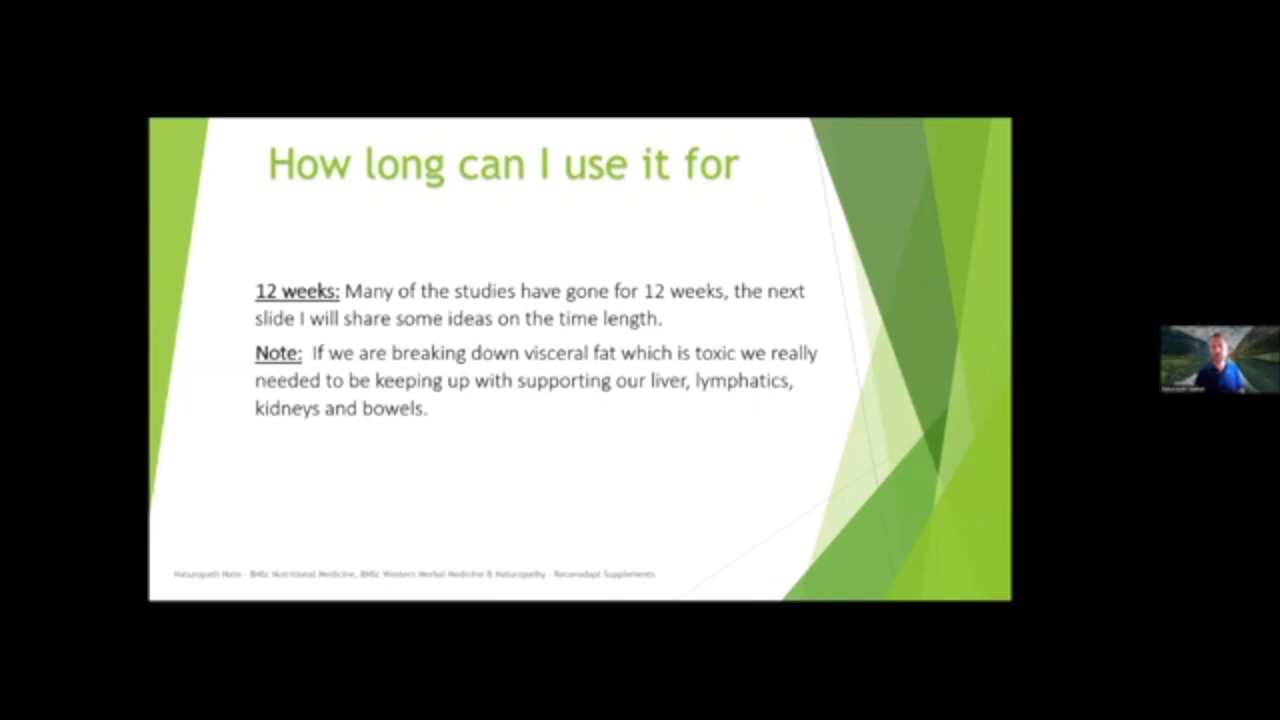 How long can I use it for
12 weeks: Many of the studies have gone for 12 weeks, the next
slide I will share some ideas on the time length.
Note: If we are breaking down visceral fat which is toxic we really
needed to be keeping up with supporting our liver, lymphatics,
kidneys and bowels.
Naturopath Nate - BHSc Nutritional Medicine, BHSc Western Herbal Medicine & Naturopathy - Recovadapt Supplements